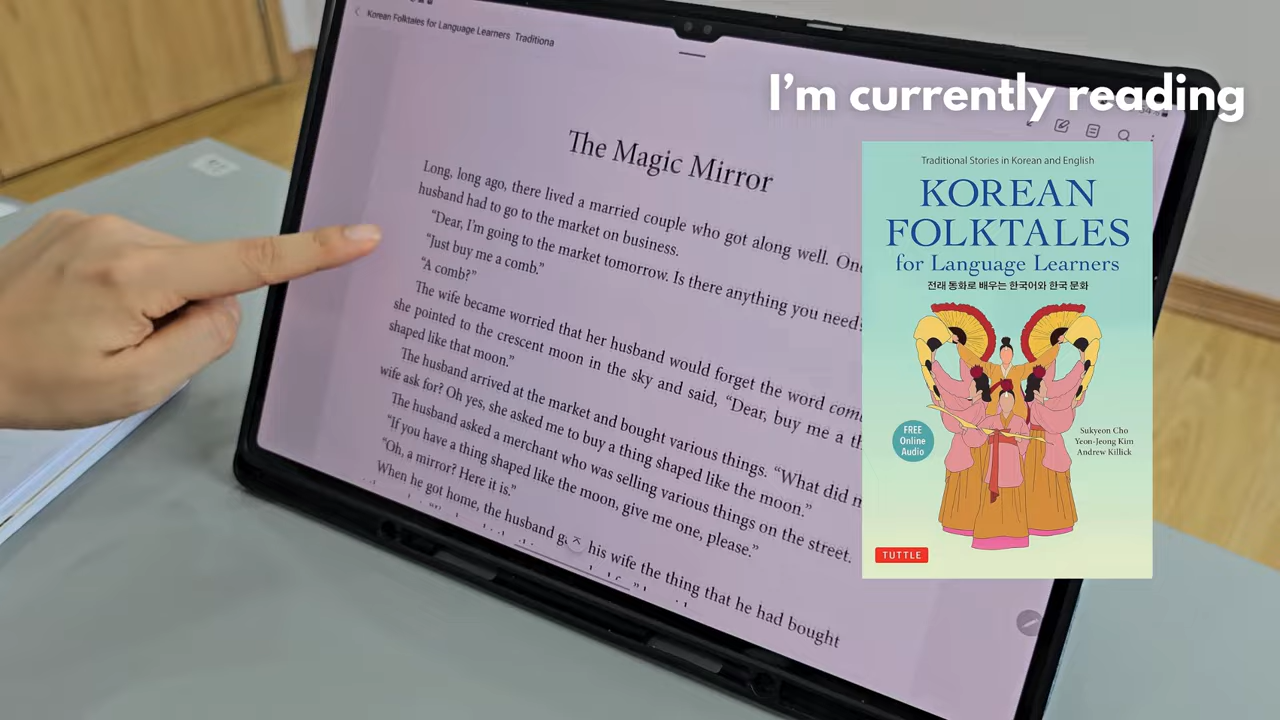 Korean Folktales for Language Learners Traditiona
I'm currently reading
The Magic Mirror
Long, long ago, there lived a married couple who got along well. One
husband had to go to the market on business.
"Dear, I'm going to the market tomorrow. Is there anything you need?
"Just buy me a comb."
"A comb?"
The wife became worried that her husband would forget the word com
she pointed to the crescent moon in the sky and said, "Dear, buy me a th
shaped like that moon."
The husband arrived at the market and bought various things. "What did m
wife ask for? Oh yes, she asked me to buy a thing shaped like the moon."
The husband asked a merchant who was selling various things on the street.
"If you have a thing shaped like the moon, give me one, please."
"Oh, a mirror? Here it is."
When he got home, the husband his wife the thing that he had bought
Traditional Stories in Korean and English
KOREAN
FOLKTALES
for Language Learners
전래 동화로 배우는 한국어와 한국 문화
FREE
Online
Audio
Sukyeon Cho
Yeon-Jeong Kim
Andrew Killick
TUTTLE